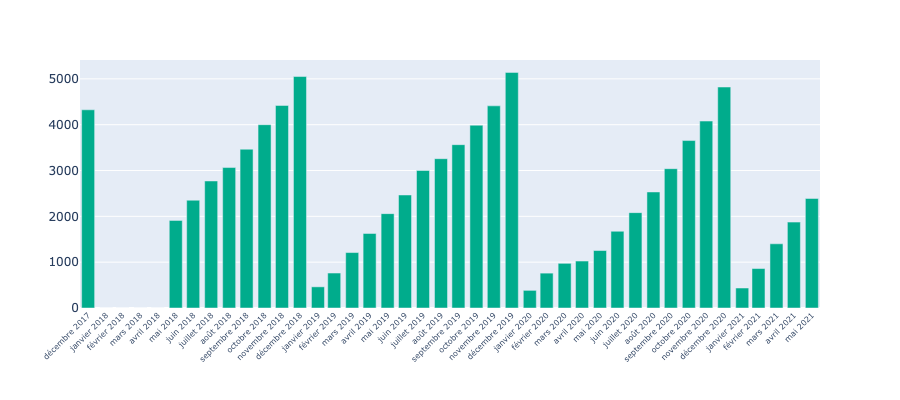 5000
4000
3000
2000
1000
0
décembre 2017
janvier 2018
février 2018
mars 2018
avril 2018
mai 2018
juin 2018
juillet 2018
août 2018
septembre 2018
octobre 2018
novembre 2018
décembre 2018
janvier 2019
février 2019
mars 2019
avril 2019
mai 2019
juin 2019
juillet 2019
août 2019
septembre 2019
octobre 2019
novembre 2019
décembre 2019
janvier 2020
février 2020
mars 2020
avril 2020
mai 2020
juin 2020
juillet 2020
août 2020
septembre 2020
octobre 2020
novembre 2020
décembre 2020
janvier 2021
février 2021
mars 2021
avril 2021
mai 2021